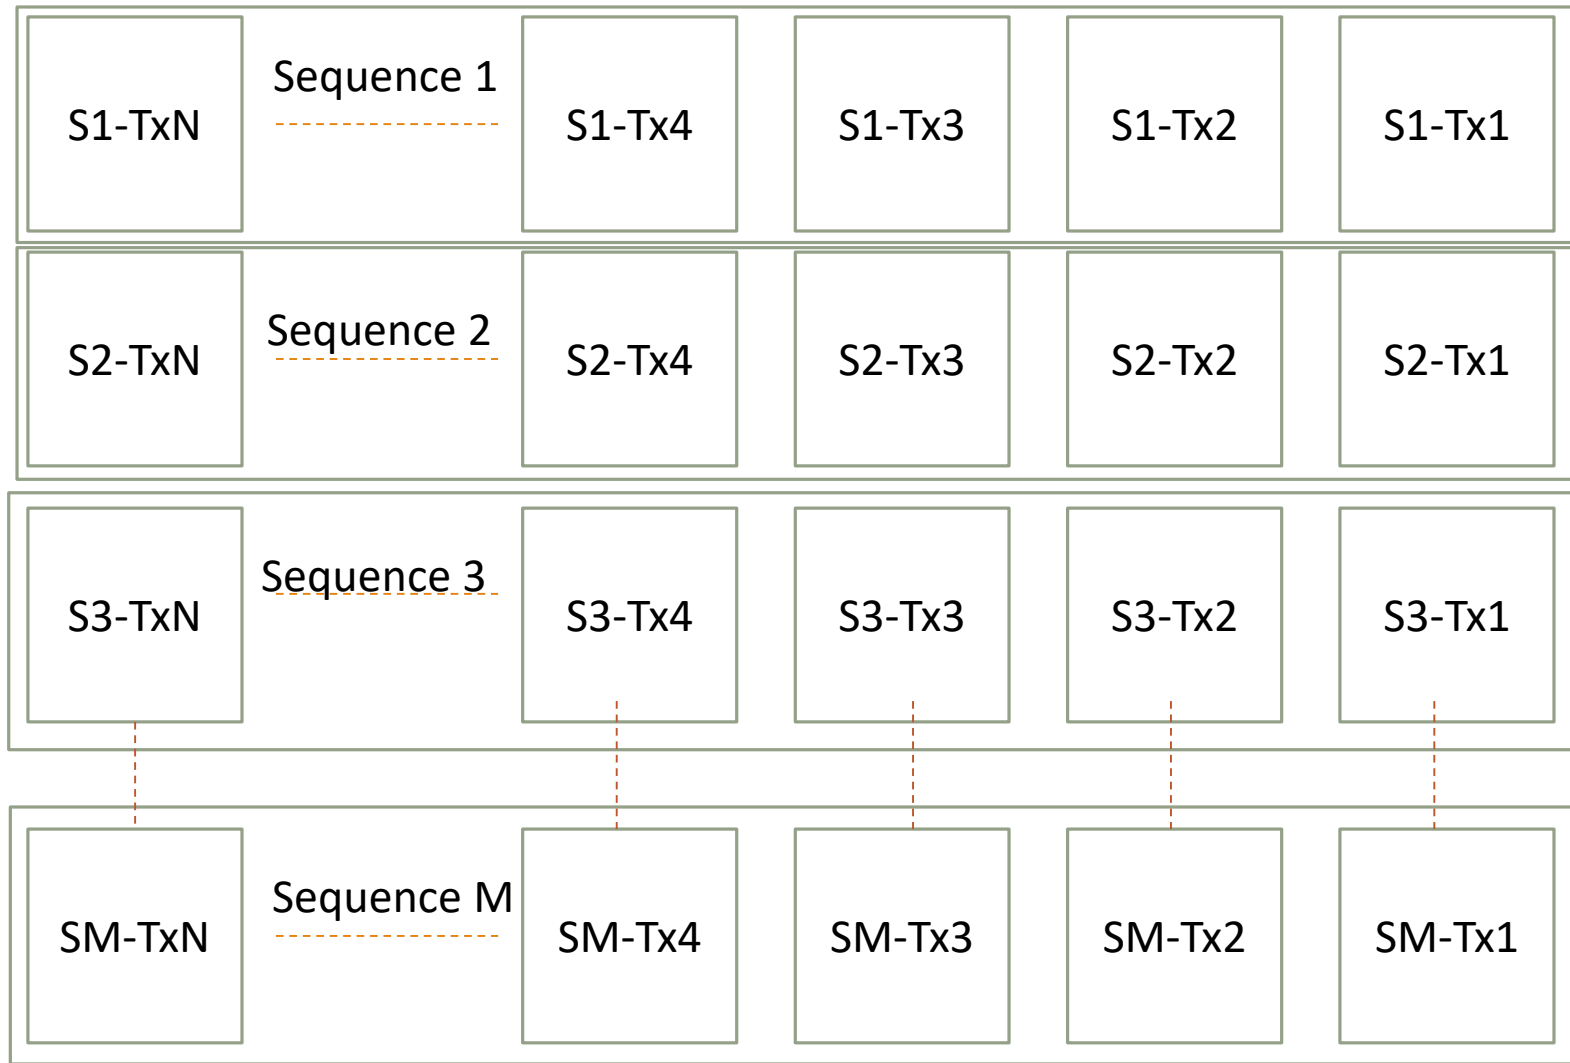 S1-TxN
Sequence 1
S1-Tx4
S1-Tx3
S1-Tx2
S1-Tx1
S2-TxN
Sequence 2
S2-Tx4
S2-Tx3
S2-Tx2
S2-Tx1
S3-TxN
Sequence 3
S3-Tx4
S3-Tx3
S3-Tx2
S3-Tx1
SM-TxN
Sequence M
SM-Tx4
SM-Tx3
SM-Tx2
SM-Tx1